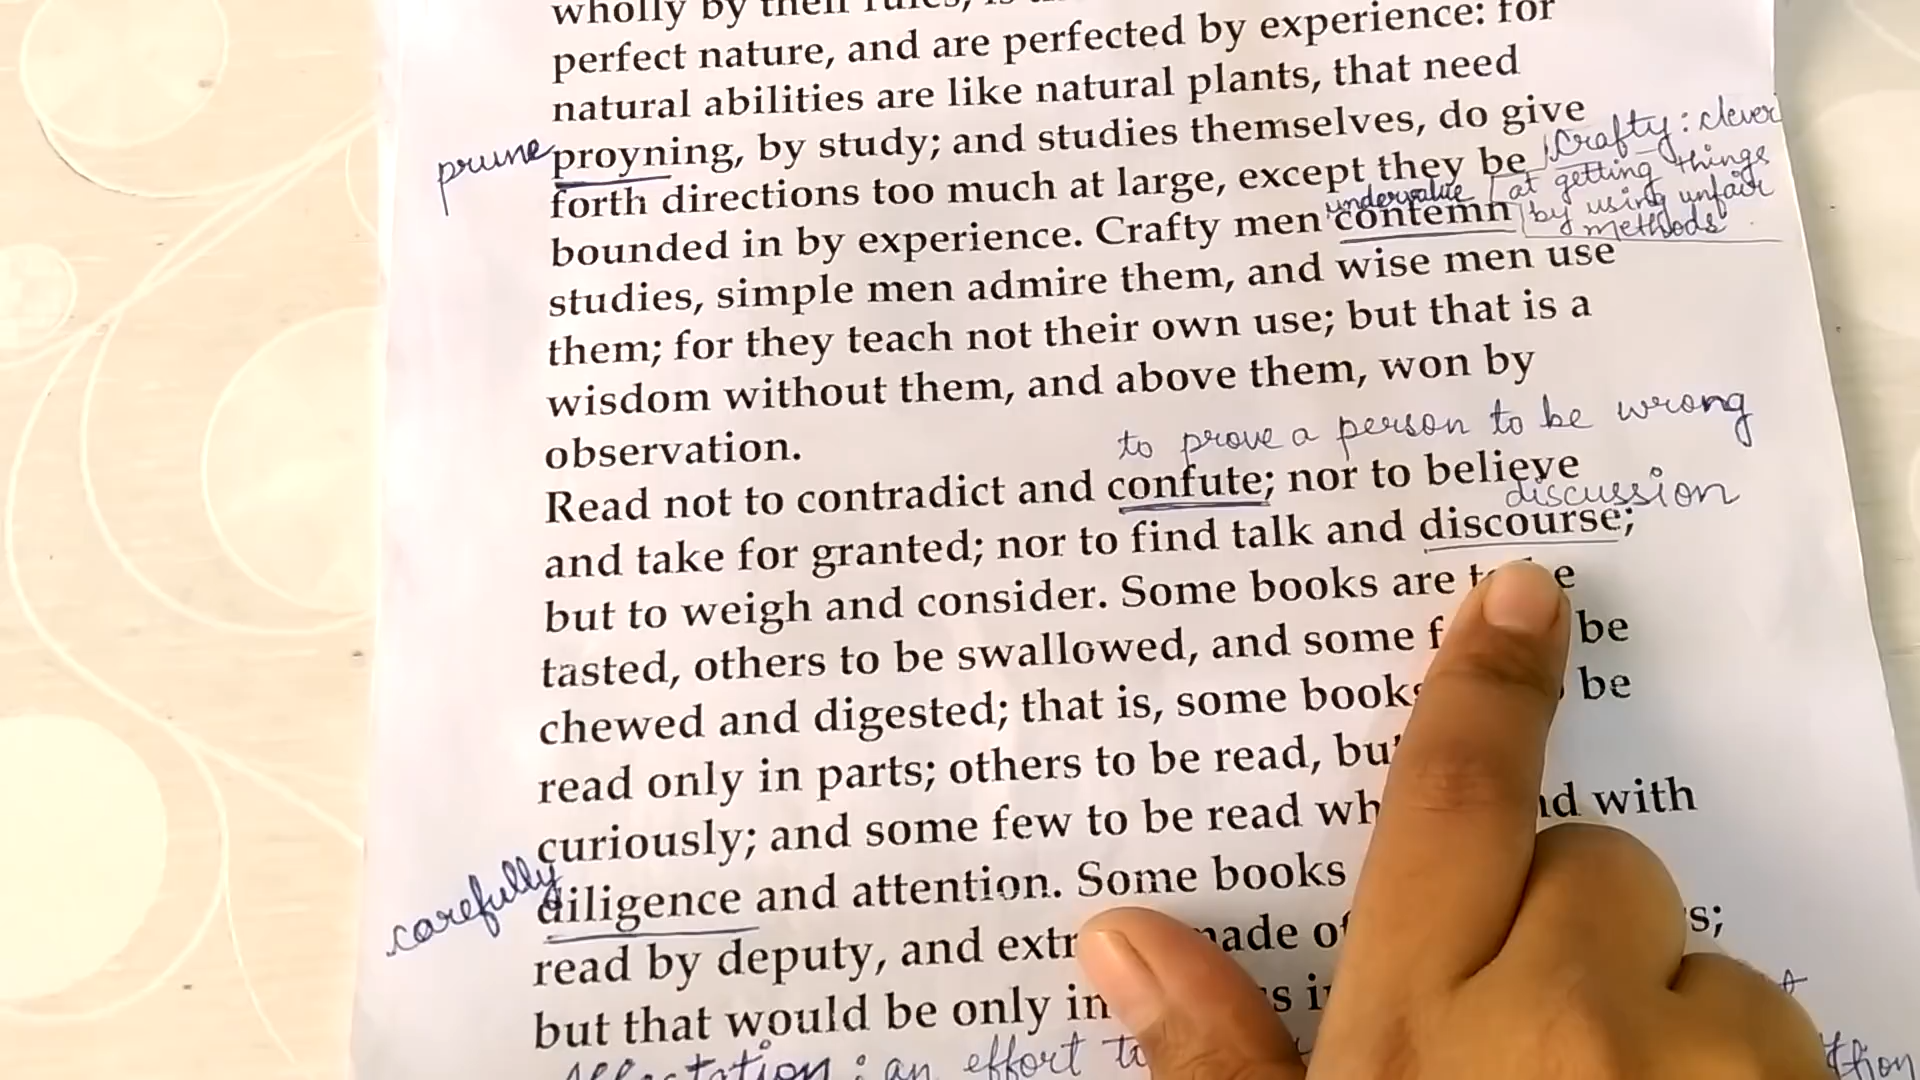 wholly by their rules, is
perfect nature, and are perfected by experience: for
natural abilities are like natural plants, that need
prune proyning, by study; and studies themselves, do give
forth directions too much at large, except they be
Crafty: clever
at getting things
by using unfair
methods
undervalue
bounded in by experience. Crafty men contemn
studies, simple men admire them, and wise men use
them; for they teach not their own use; but that is a
wisdom without them, and above them, won by
observation.
to prove a person to be wrong
Read not to contradict and confute; nor to believe
discussion
and take for granted; nor to find talk and discourse;
but to weigh and consider. Some books are to be
tasted, others to be swallowed, and some be
chewed and digested; that is, some books be
read only in parts; others to be read, but
curiously; and some few to be read with
carefully
diligence and attention. Some books
read by deputy, and made
but that would be only in
an effort to